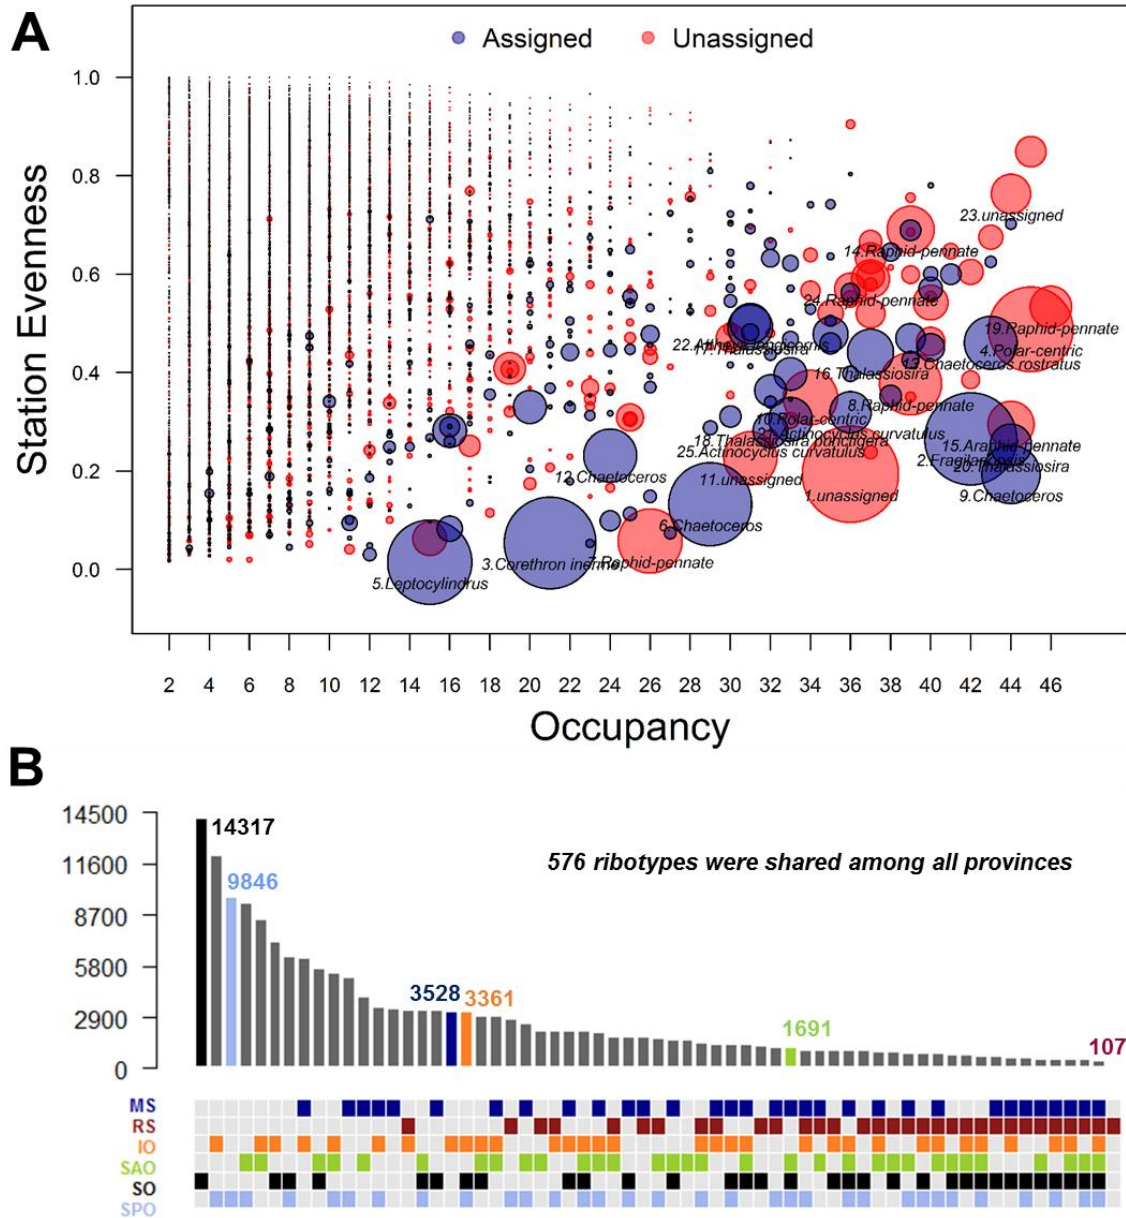 A
Assigned
Unassigned
Station Evenness
1.0
0.8
0.6
0.4
0.2
0.0
23.unassigned
14.Raphid-pennate
24.Raphid-pennate
19.Raphid-pennate
4.Polar-centric
Chaetoceros rostratus
16.Thalassiosira
8.Raphid-pennate
10.Polar-centric
Actinocyclus curvatulus
18.Thalassiosira
25.Actinocyclus curvatulus
15.Araphid-pennate
20.Thalassiosira
12.Chaetoceros
11.unassigned
1.unassigned
9.Chaetoceros
6.Chaetoceros
3.Corethron inerme
7.Raphid-pennate
5.Leptocylindrus
2 4 6 8 10 12 14 16 18 20 22 24 26 28 30 32 34 36 38 40 42 44 46
Occupancy
B
14500
11600
8700
5800
2900
0
14317
9846
3528
3361
1691
107
576 ribotypes were shared among all provinces
MS
RS
IO
SAO
SO
SPO